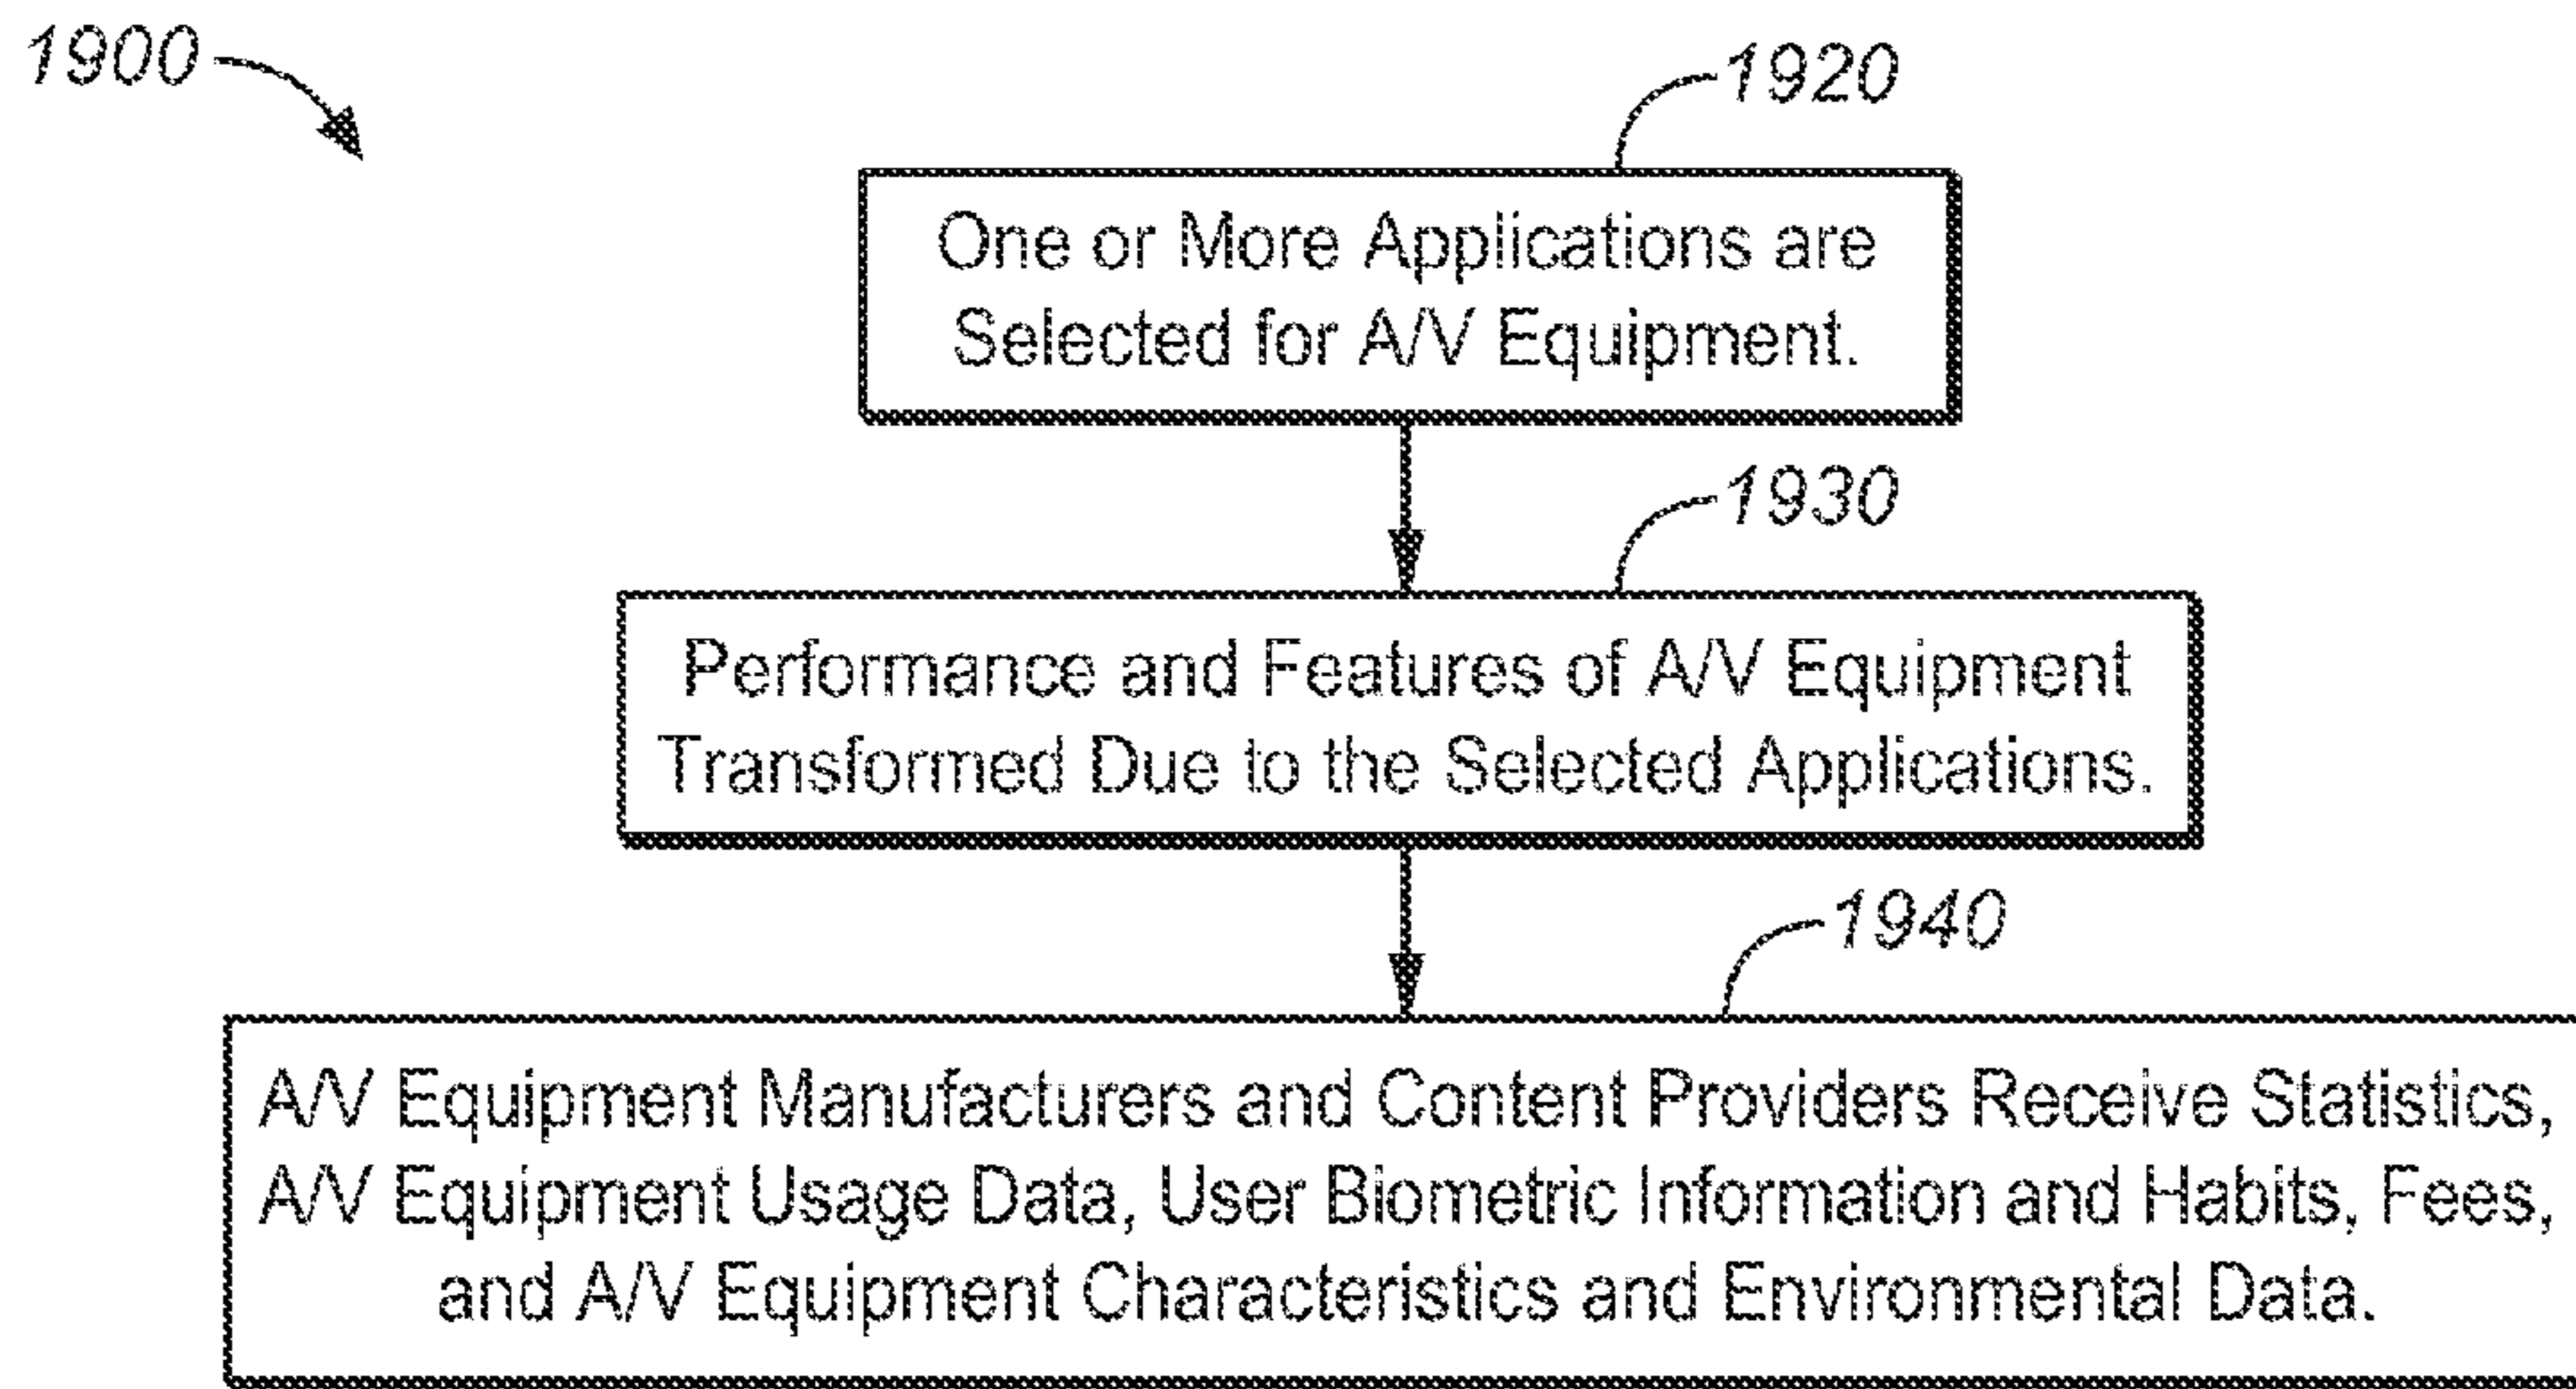 1900
1920
One or More Applications are
Selected for A/V Equipment.
1930
Performance and Features of A/V Equipment
Transformed Due to the Selected Applications.
1940
A/V Equipment Manufacturers and Content Providers Receive Statistics,
A/V Equipment Usage Data, User Biometric Information and Habits, Fees,
and A/V Equipment Characteristics and Environmental Data.